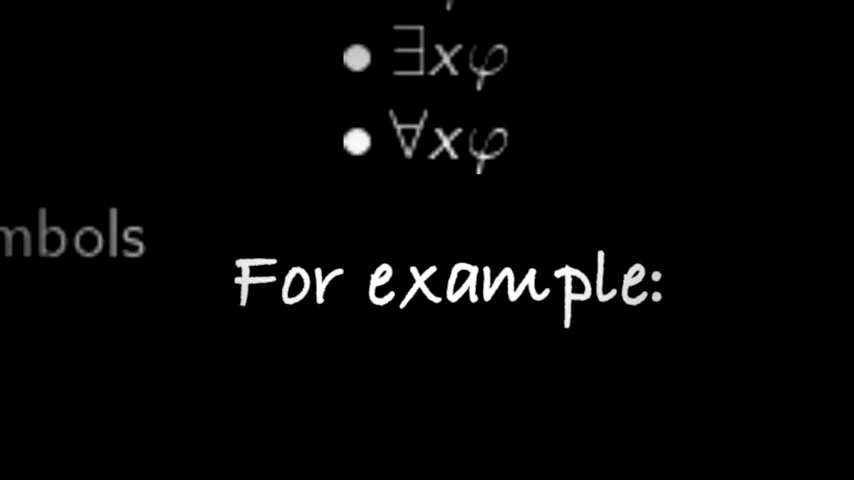 • ∃xφ
• ∀xφ
mbols
For example: